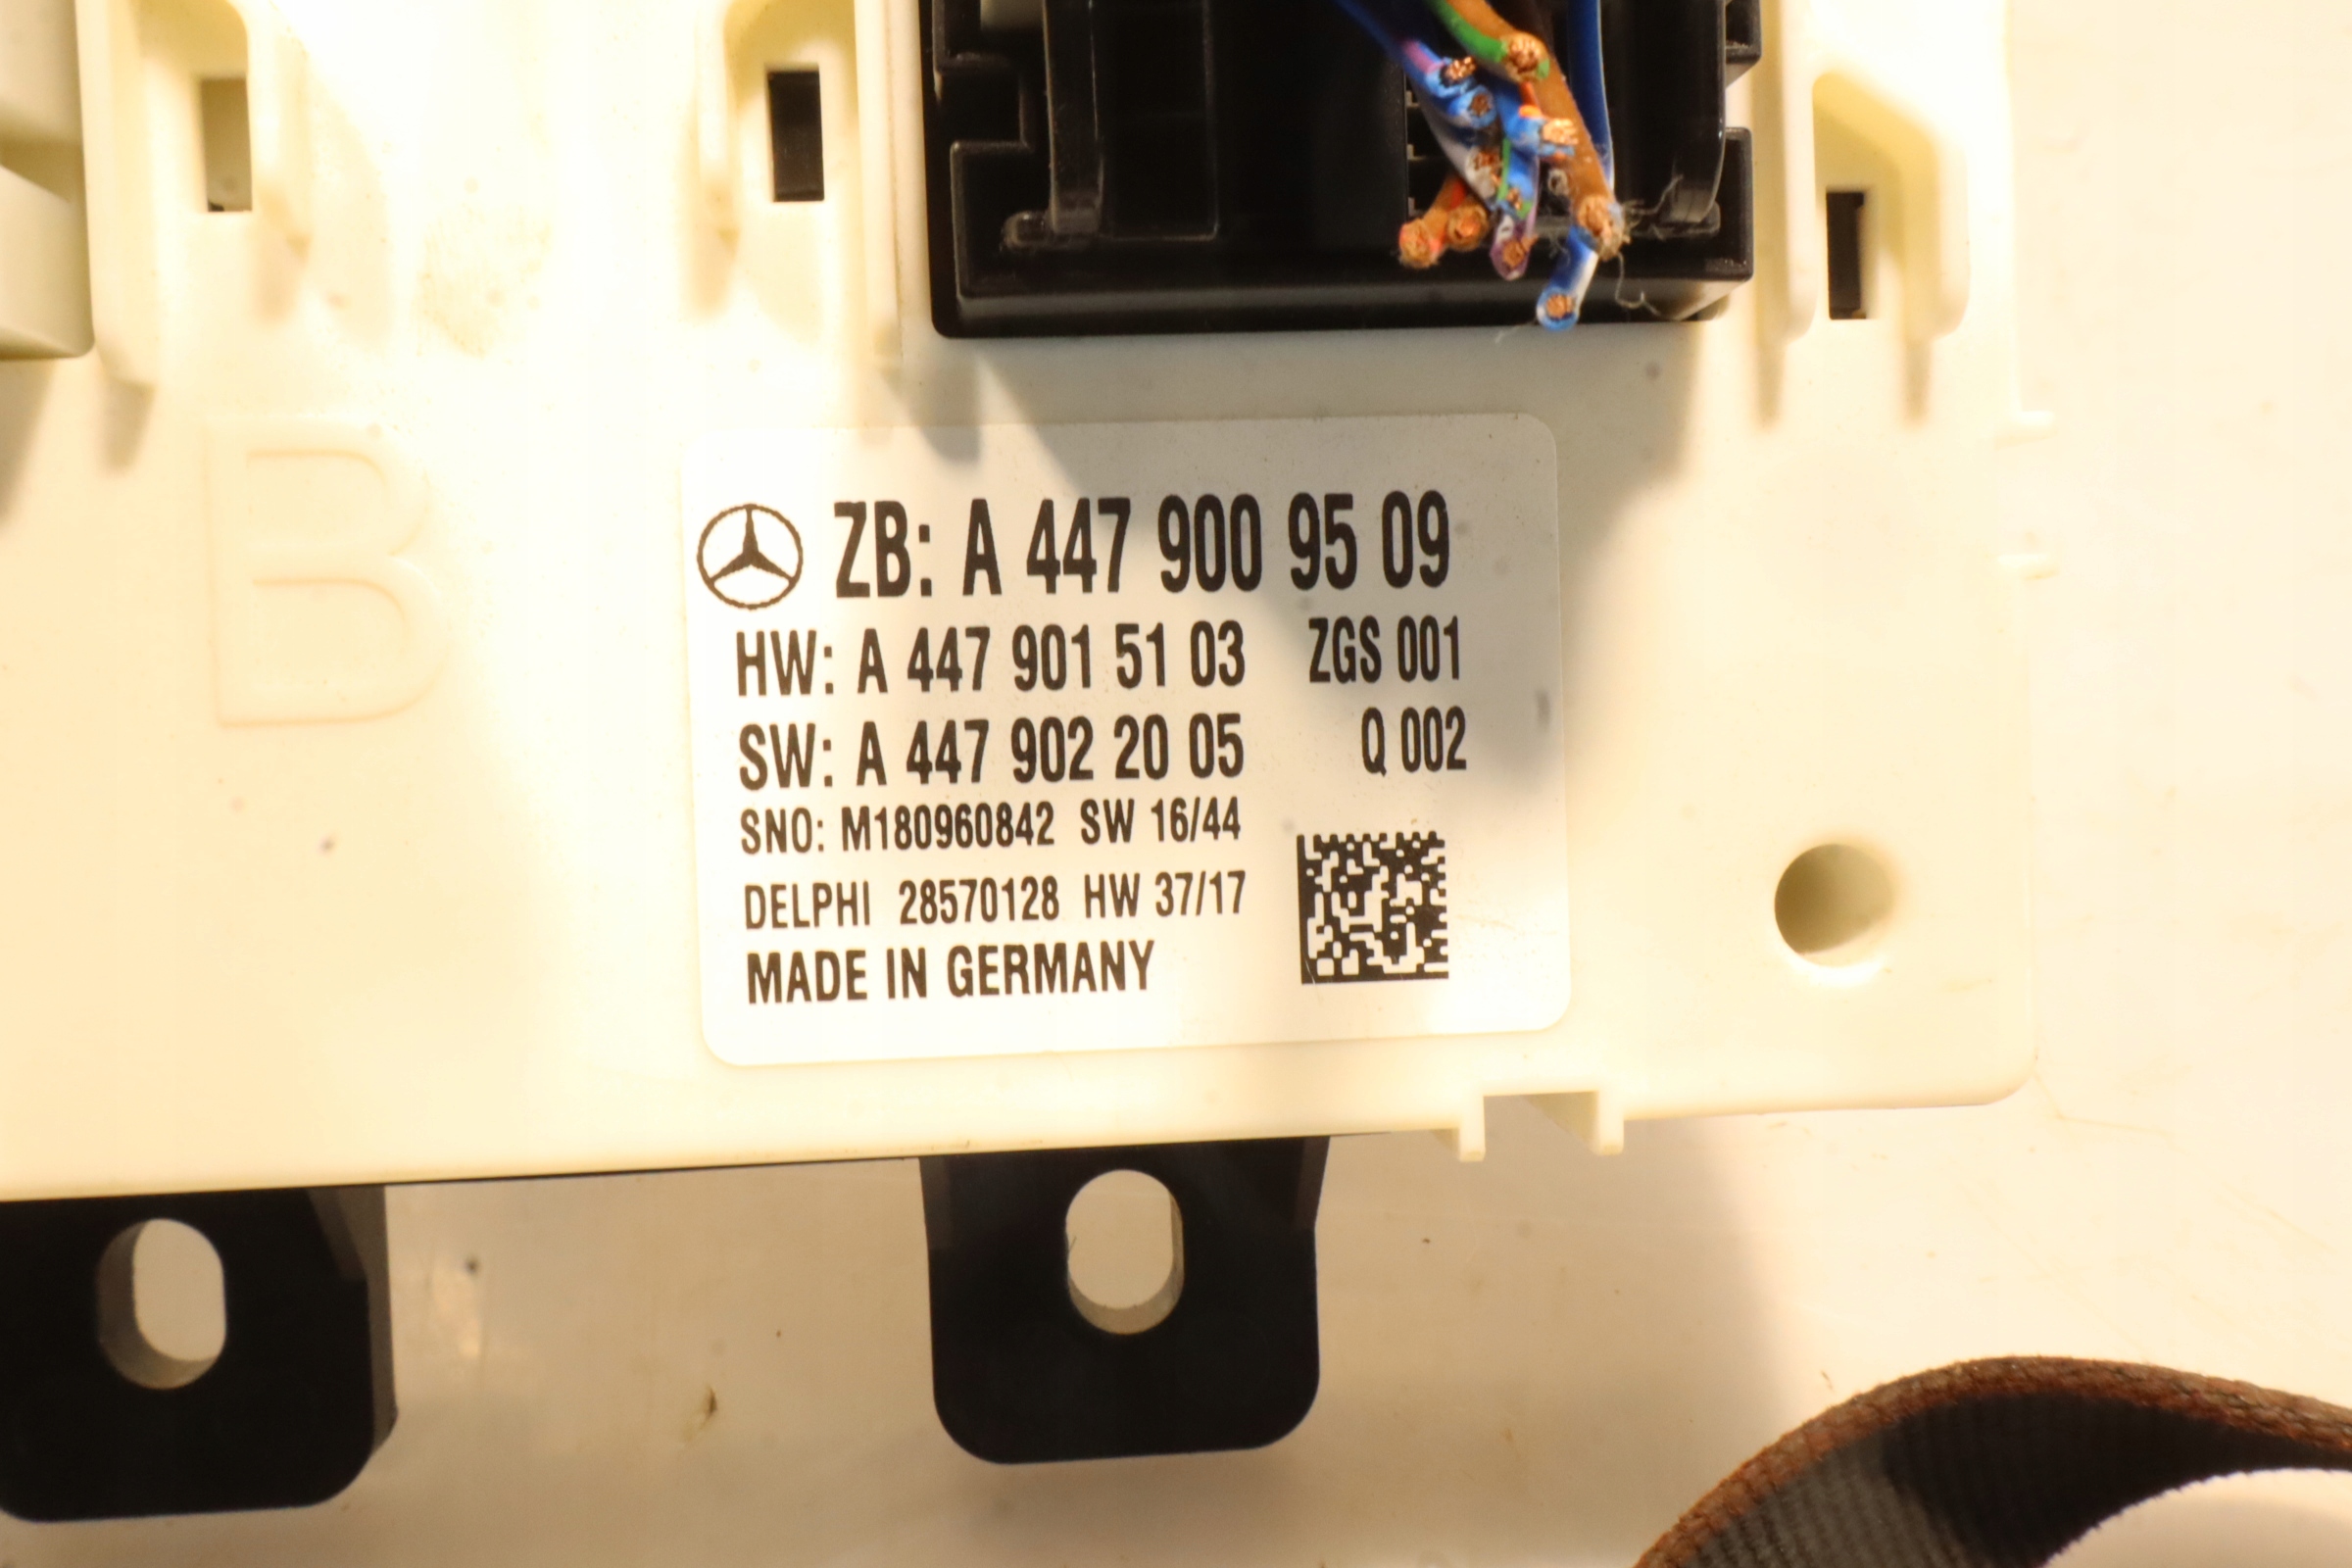 B
ZB: A 447 900 95 09
HW: A 447 901 51 03 ZGS 001
SW: A 447 902 20 05 Q 002
SNO: M180960842 SW 16/44
DELPHI 28570128 HW 37/17
MADE IN GERMANY